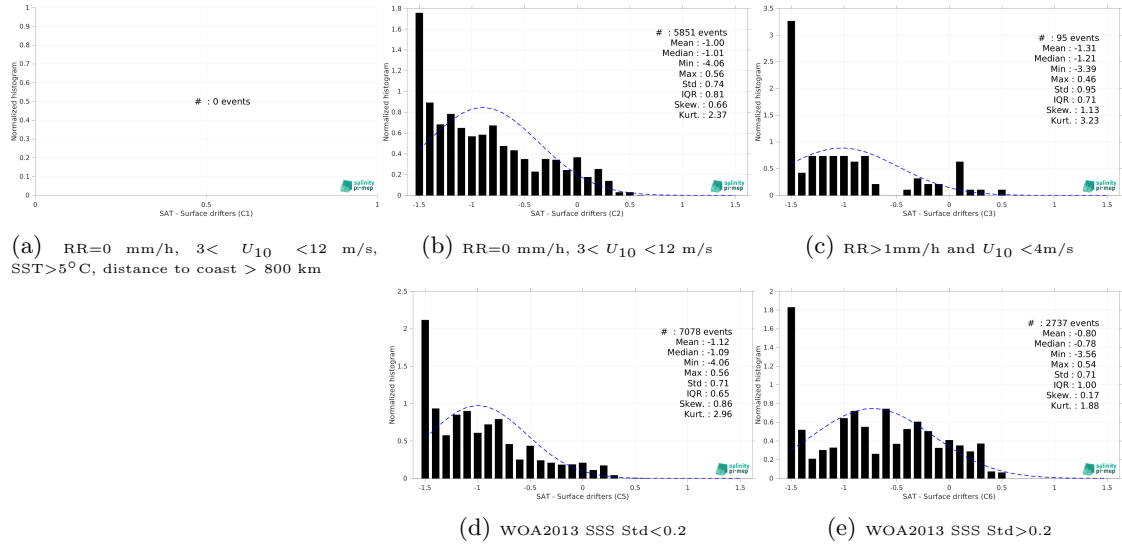 Normalized histogram
1
0.9
0.8
0.7
0.6
0.5
0.4
0.3
0.2
0.1
0
# : 0 events
salinity
pi-mep
0 0.5 1
SAT - Surface drifters (C1)
(a) RR=0 mm/h, 3< U10 <12 m/s,
SST>5°C, distance to coast > 800 km
Normalized histogram
1.8
1.6
1.4
1.2
1
0.8
0.6
0.4
0.2
0
# : 5851 events
Mean : -1.00
Median : -1.01
Min : -4.06
Max : 0.56
Std : 0.74
IQR : 0.81
Skew. : 0.66
Kurt. : 2.37
salinity
pi-mep
-1.5 -1 -0.5 0 0.5 1 1.5
SAT - Surface drifters (C2)
(b) RR=0 mm/h, 3< U10 <12 m/s
Normalized histogram
3.5
3
2.5
2
1.5
1
0.5
0
# : 95 events
Mean : -1.31
Median : -1.21
Min : -3.39
Max : 0.46
Std : 0.95
IQR : 0.71
Skew. : 1.13
Kurt. : 3.23
salinity
pi-mep
-1.5 -1 -0.5 0 0.5 1 1.5
SAT - Surface drifters (C3)
(c) RR>1mm/h and U10 <4m/s
Normalized histogram
2.5
2
1.5
1
0.5
0
# : 7078 events
Mean : -1.12
Median : -1.09
Min : -4.06
Max : 0.56
Std : 0.71
IQR : 0.65
Skew. : 0.86
Kurt. : 2.96
salinity
pi-mep
-1.5 -1 -0.5 0 0.5 1 1.5
SAT - Surface drifters (C5)
(d) WOA2013 SSS Std<0.2
Normalized histogram
2
1.8
1.6
1.4
1.2
1
0.8
0.6
0.4
0.2
0
# : 2737 events
Mean : -0.80
Median : -0.78
Min : -3.56
Max : 0.54
Std : 0.71
IQR : 1.00
Skew. : 0.17
Kurt. : 1.88
salinity
pi-mep
-1.5 -1 -0.5 0 0.5 1 1.5
SAT - Surface drifters (C6)
(e) WOA2013 SSS Std>0.2